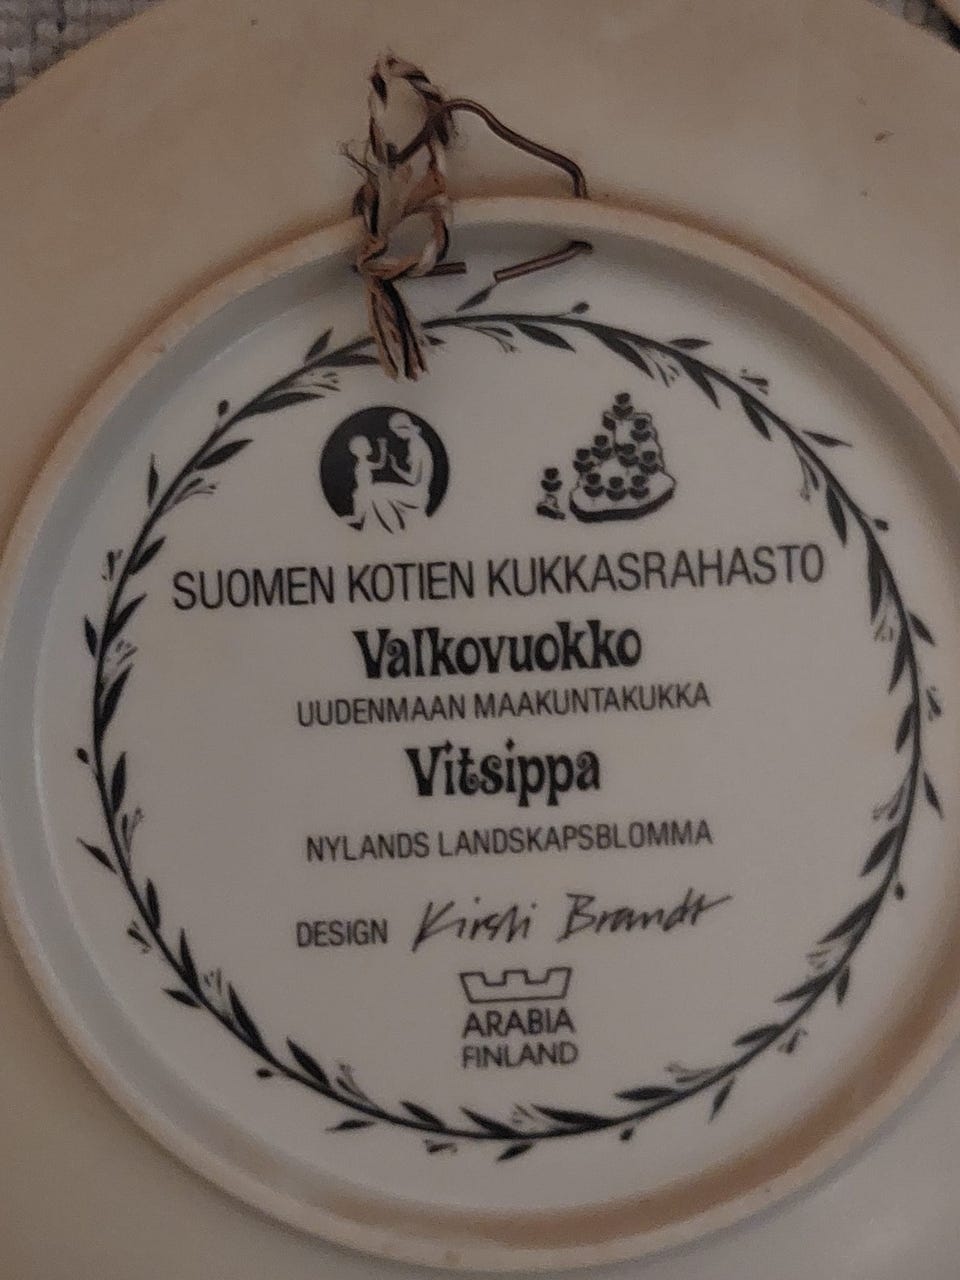 SUOMEN KOTIEN KUKKASRAHASTO
Valkovuokko
UUDENMAAN MAAKUNTAKUKKA
Vitsippa
NYLANDS LANDSKAPSBLOMMA
DESIGN Kirsti Brandt
ARABIA
FINLAND